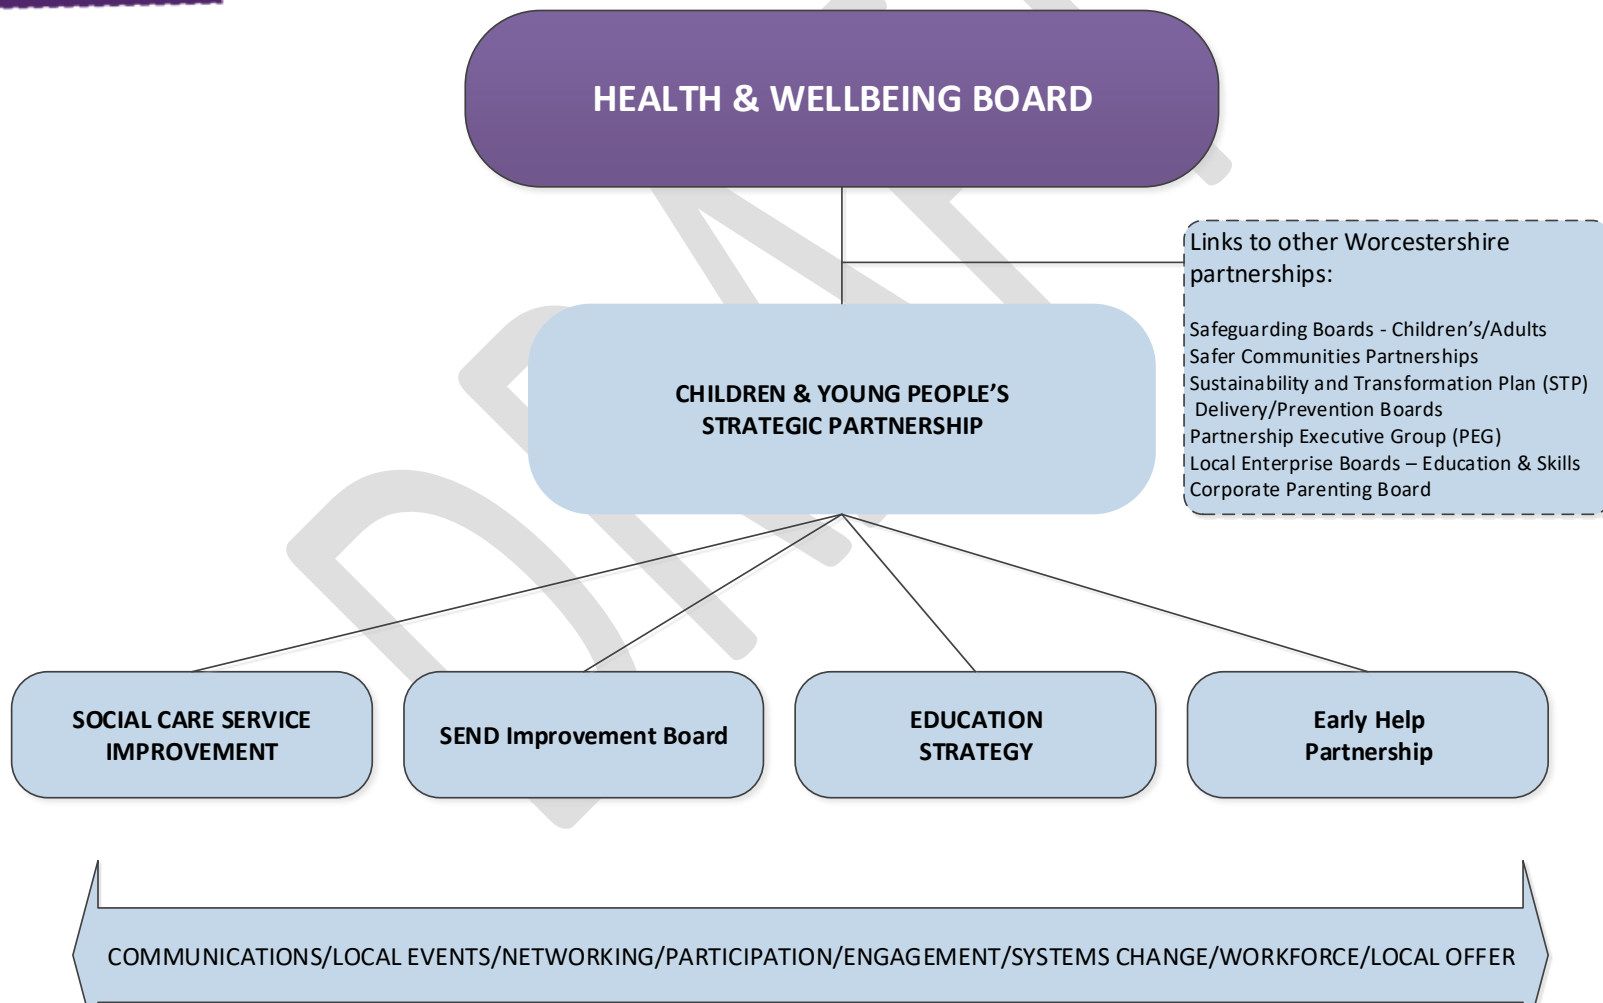 HEALTH & WELLBEING BOARD
Links to other Worcestershire
partnerships:
Safeguarding Boards - Children’s/Adults
Safer Communities Partnerships
Sustainability and Transformation Plan (STP)
Delivery/Prevention Boards
Partnership Executive Group (PEG)
Local Enterprise Boards – Education & Skills
Corporate Parenting Board
CHILDREN & YOUNG PEOPLE’S
STRATEGIC PARTNERSHIP
SOCIAL CARE SERVICE
IMPROVEMENT
SEND Improvement Board
EDUCATION
STRATEGY
Early Help
Partnership
COMMUNICATIONS/LOCAL EVENTS/NETWORKING/PARTICIPATION/ENGAGEMENT/SYSTEMS CHANGE/WORKFORCE/LOCAL OFFER
DRAFT